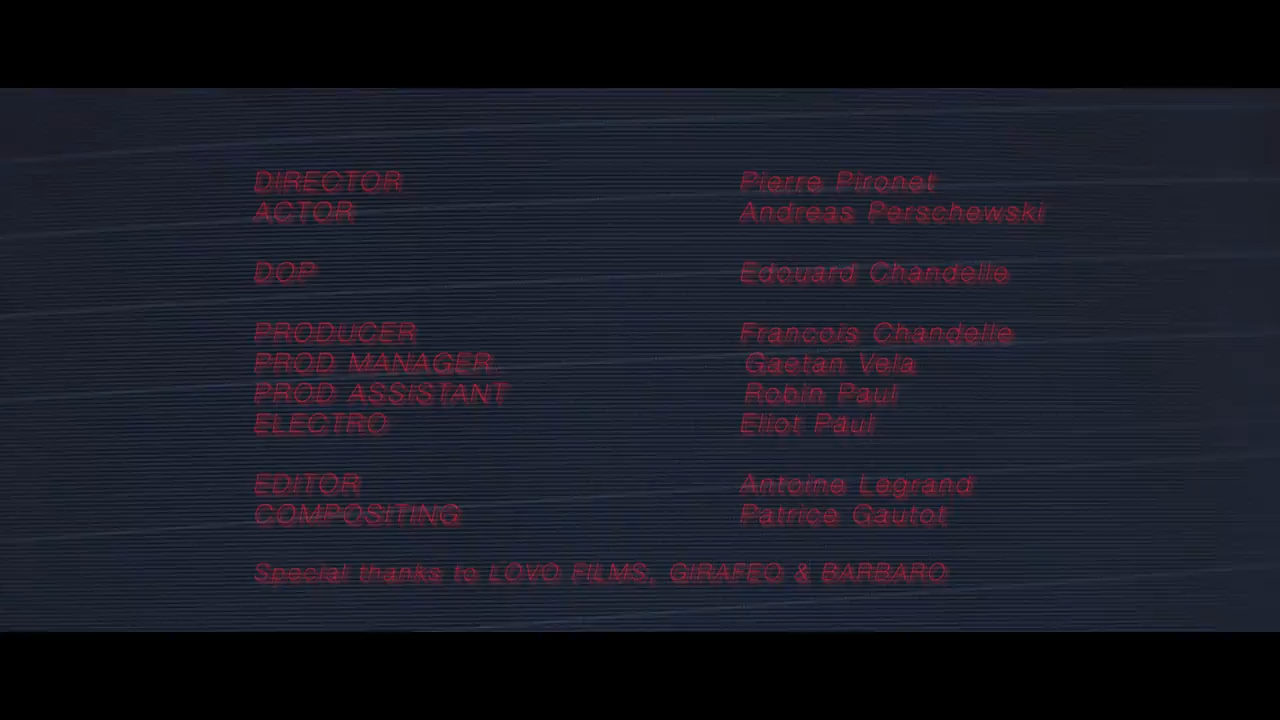 DIRECTOR Pierre Pironet
ACTOR Andreas Perschewski
DOP Edouard Chandelle
PRODUCER Francois Chandelle
PROD MANAGER. Gaetan Vela
PROD ASSISTANT Robin Paul
ELECTRO Eliot Paul
EDITOR Antoine Legrand
COMPOSITING Patrice Gautot
Special thanks to LOVO FILMS, GIRAFEO & BARBARO